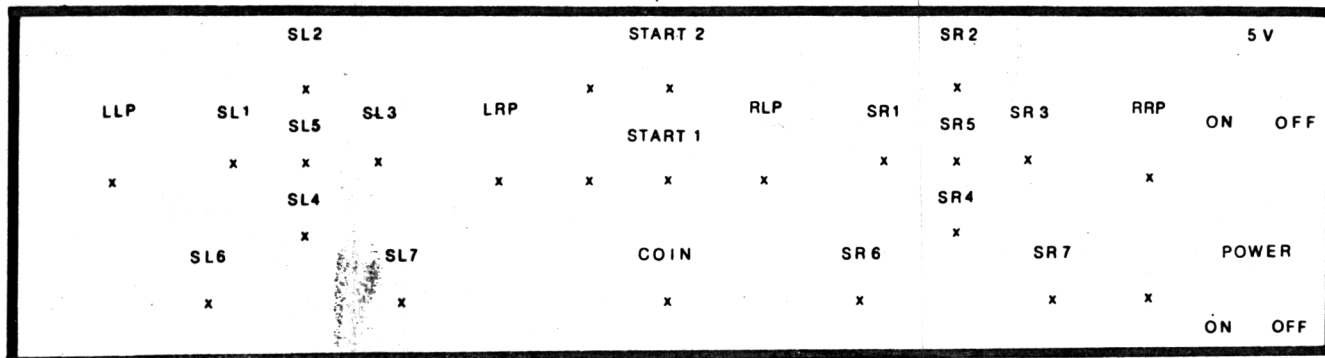 SL2 START 2 SR2 5 V
x x x x
LLP SL1 SL3 LRP RLP SR1 SR3 RRP
SL5 START 1 SR5 ON OFF
x x x x x x
x x x x x x
SL4 SR4
x x
SL6 SL7 COIN SR6 SR7 POWER
x x x x x x
ON OFF